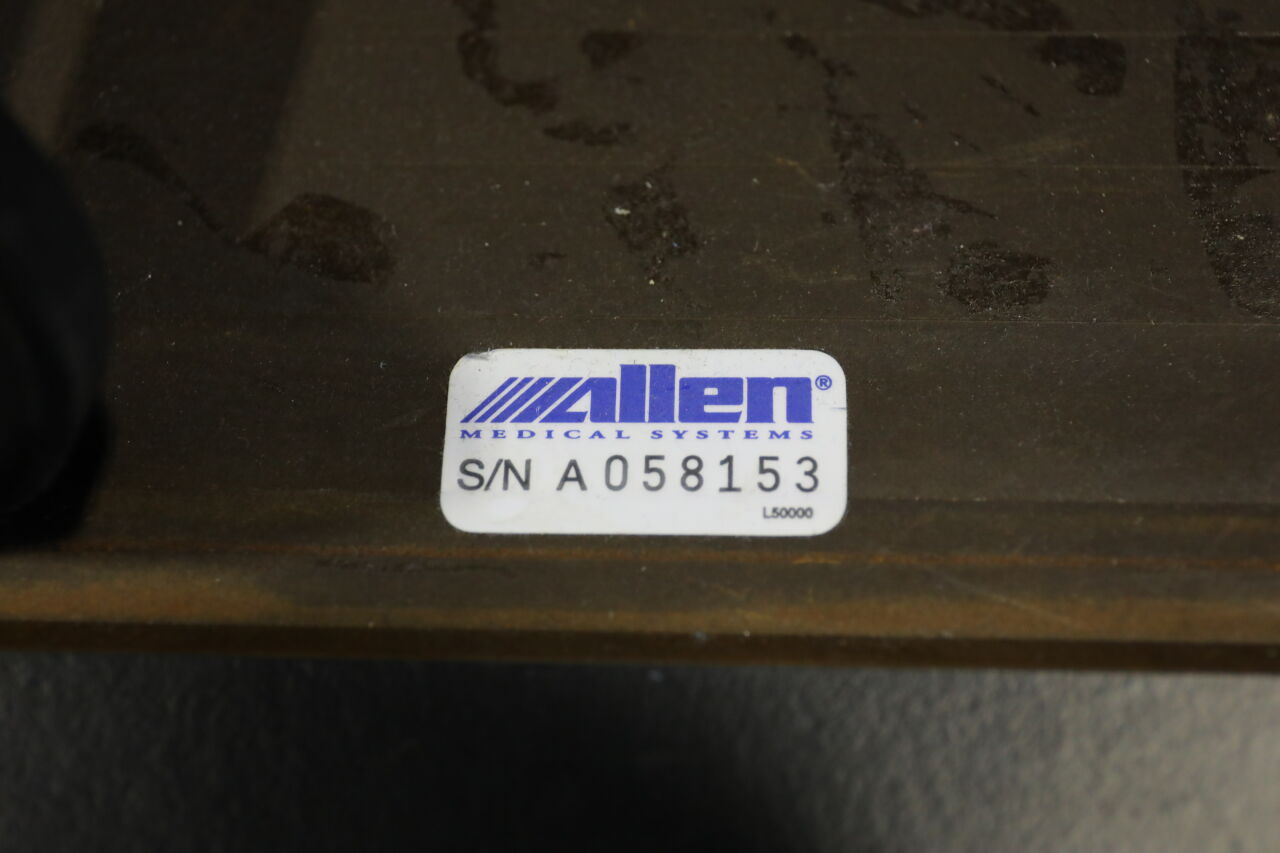 Allen®
MEDICAL SYSTEMS
S/N A058153
L50000